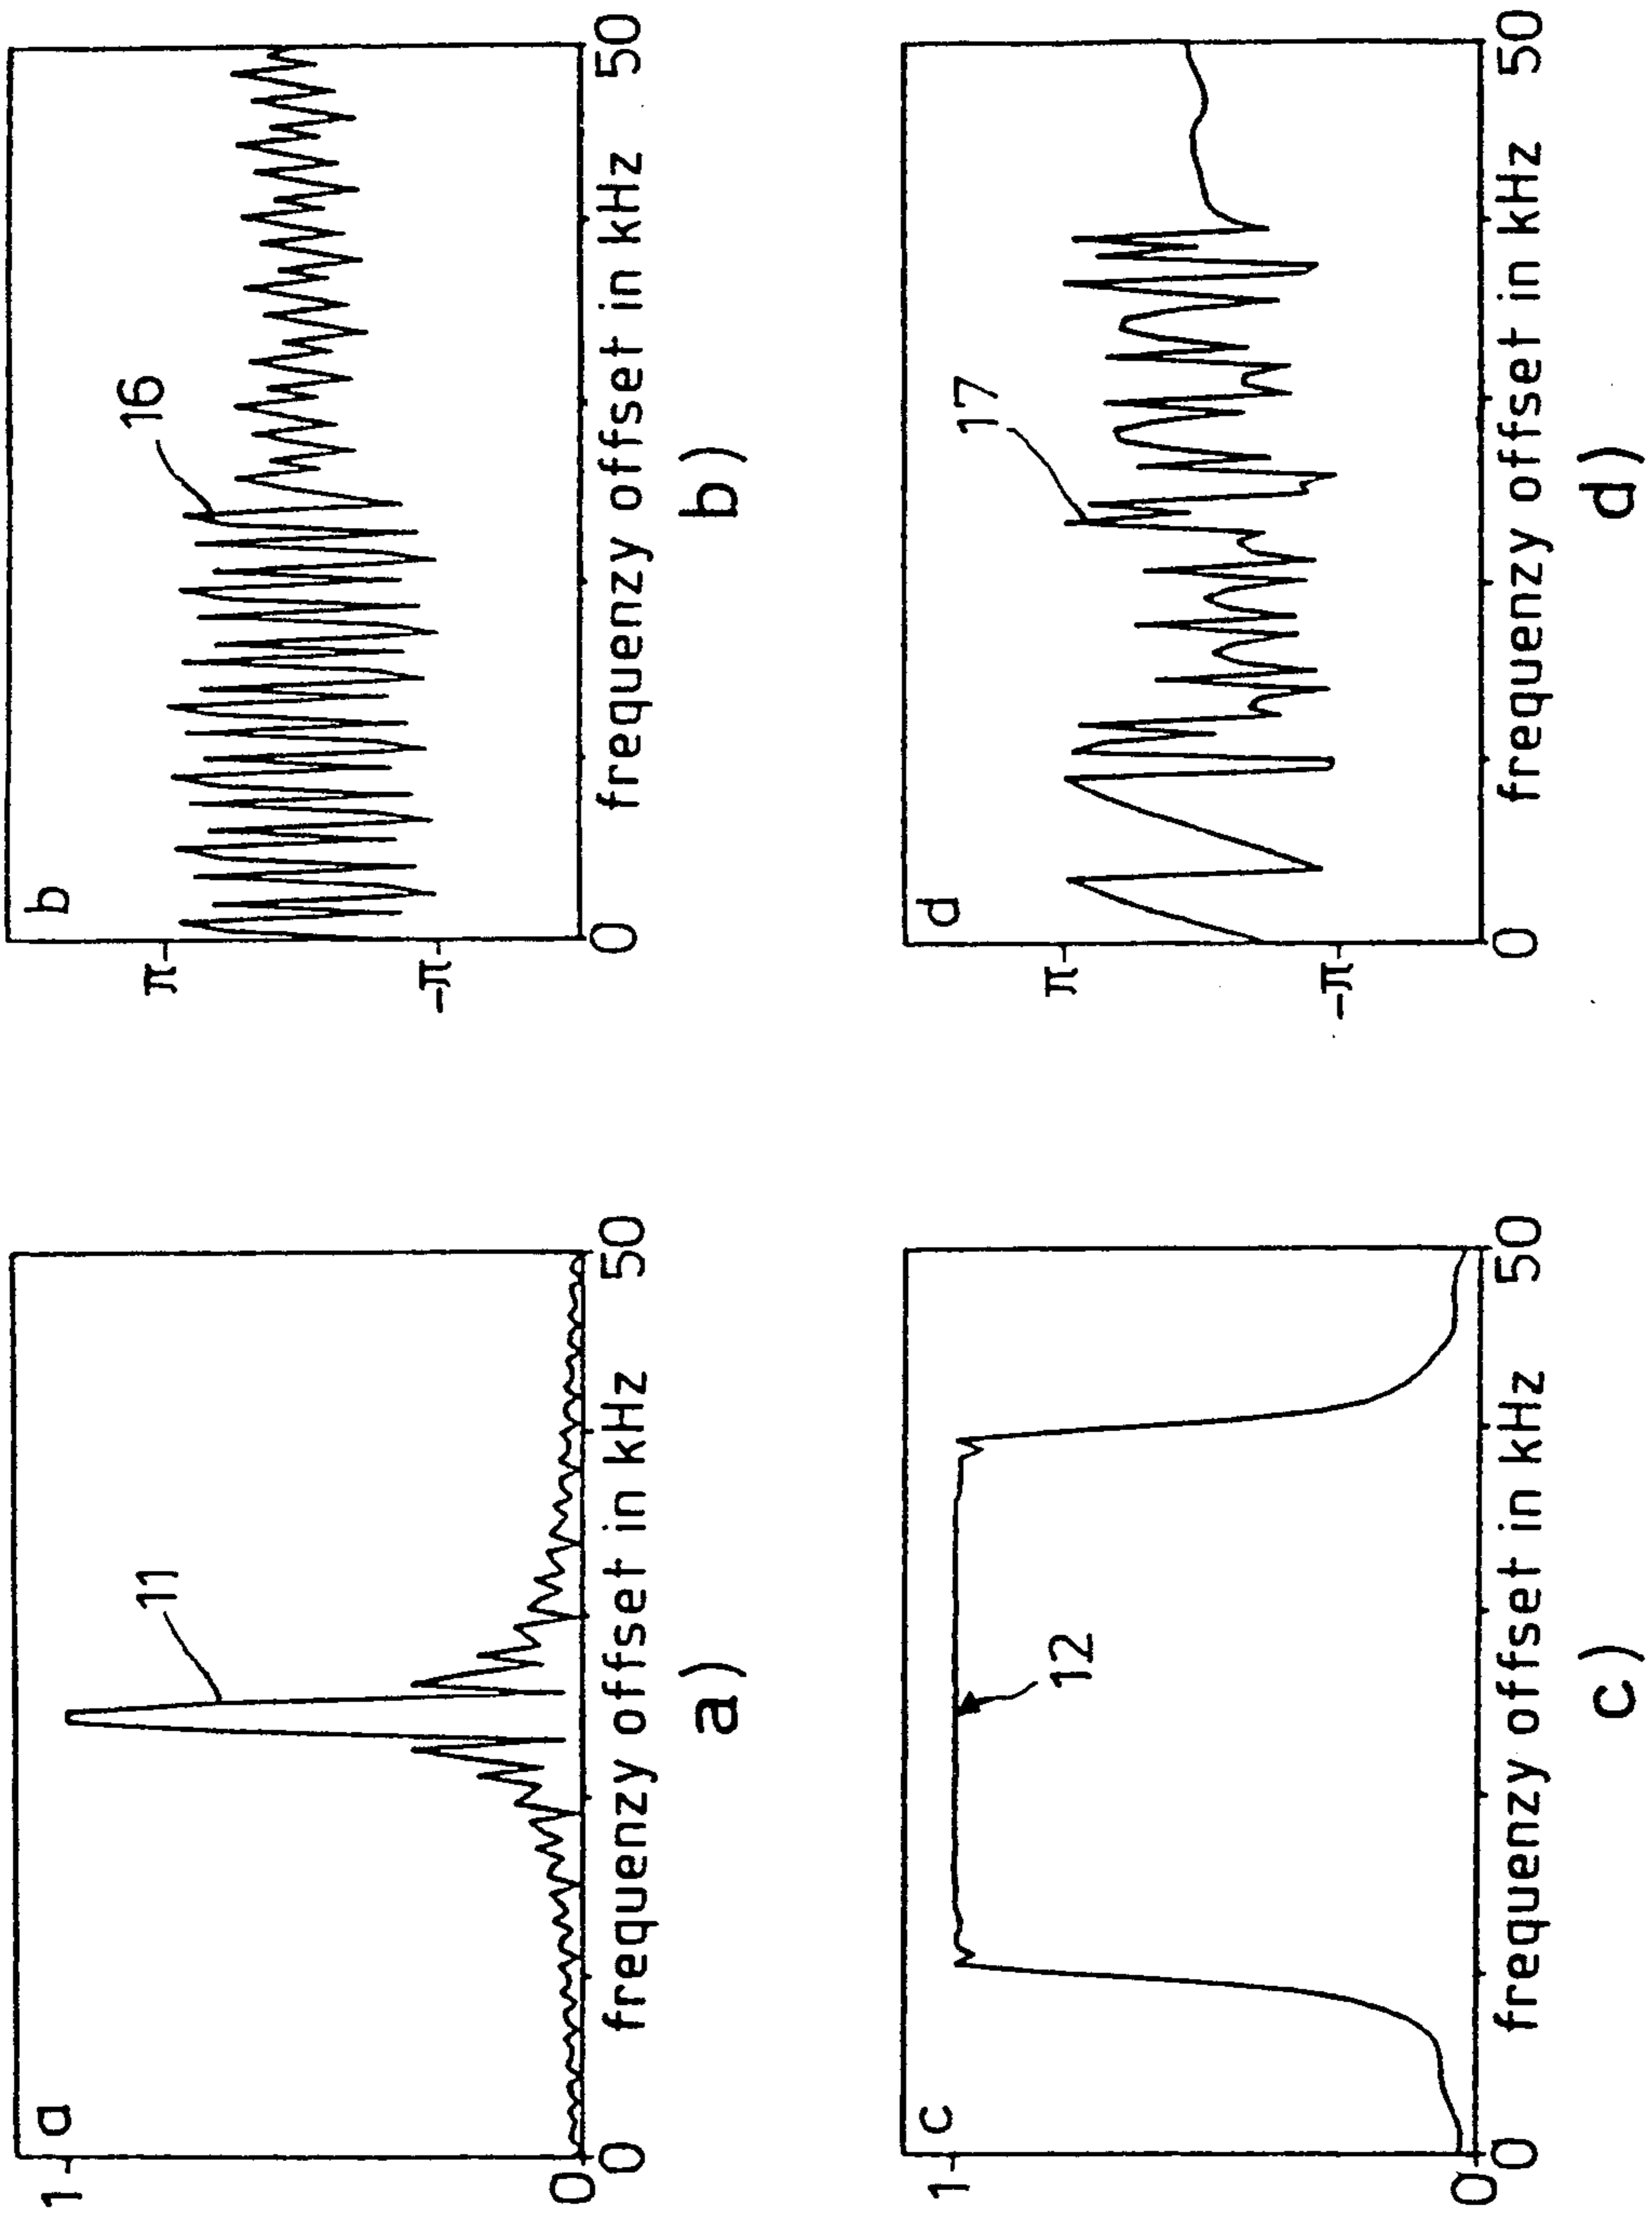 a
1
11
0
0
50
frequenzy offset in kHz
a)
b
π
16
-π
0
50
frequenzy offset in kHz
b)
c
1
12
0
0
50
frequenzy offset in kHz
c)
d
π
17
-π
0
50
frequenzy offset in kHz
d)